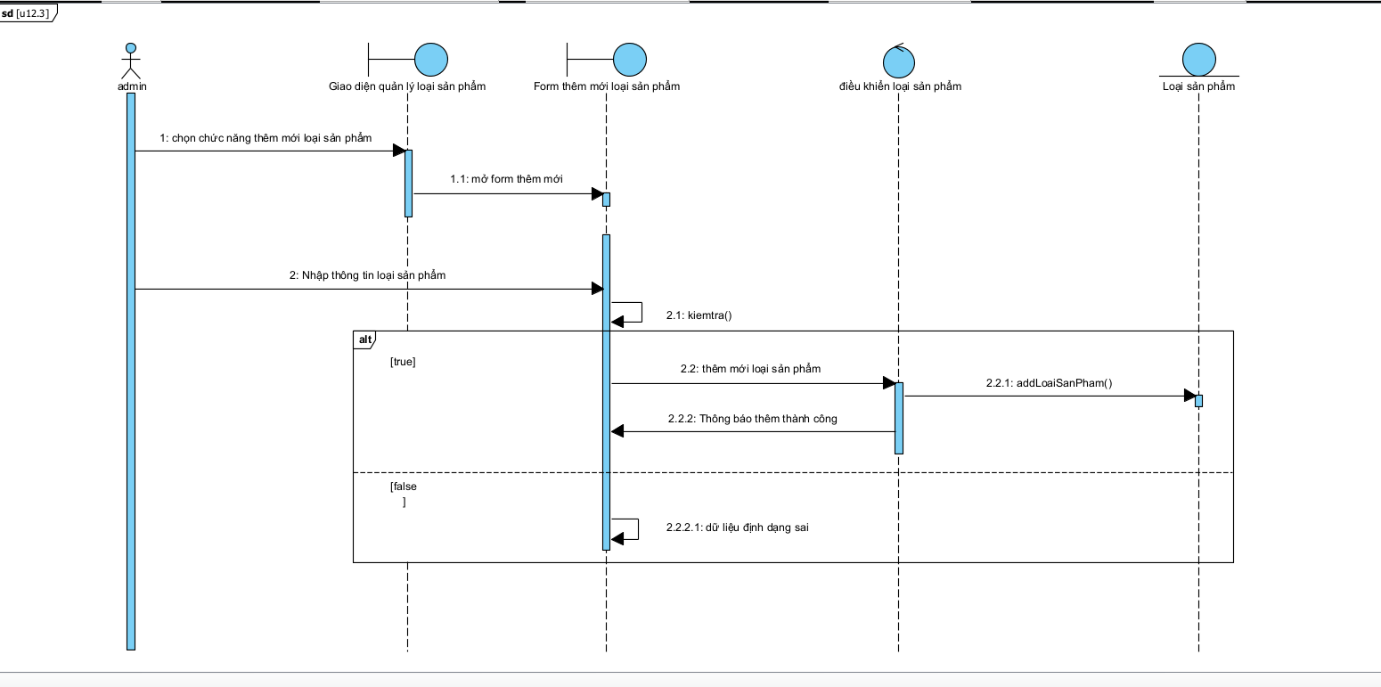 sd [u12.3]
admin
Giao diện quản lý loại sản phẩm
Form thêm mới loại sản phẩm
điều khiển loại sản phẩm
Loại sản phẩm
1: chọn chức năng thêm mới loại sản phẩm
1.1: mở form thêm mới
2: Nhập thông tin loại sản phẩm
2.1: kiemtra()
alt
[true]
2.2: thêm mới loại sản phẩm
2.2.1: addLoaiSanPham()
2.2.2: Thông báo thêm thành công
[false
]
2.2.2.1: dữ liệu định dạng sai